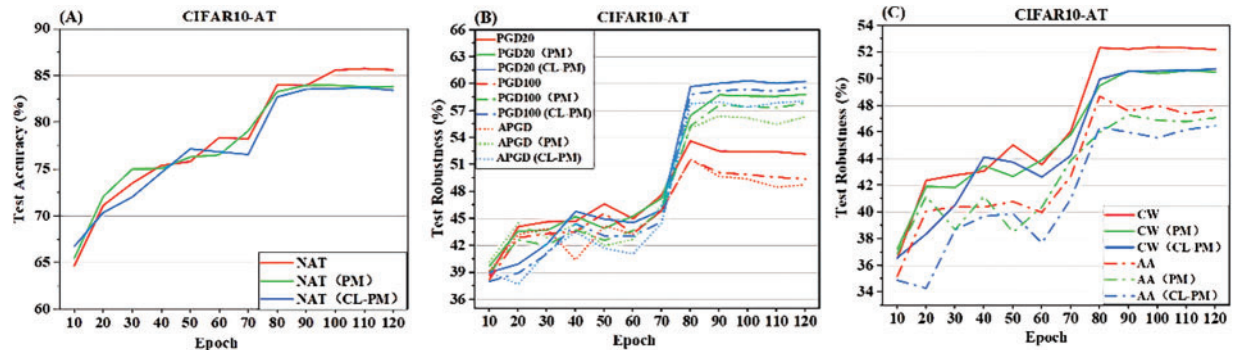 (A) CIFAR10-AT
90
85
80
75
70
65
60
Test Accuracy (%)
10 20 30 40 50 60 70 80 90 100 110 120
Epoch
NAT
NAT（PM）
NAT（CL-PM）
(B) CIFAR10-AT
66
63
60
57
54
51
48
45
42
39
36
Test Robustness (%)
10 20 30 40 50 60 70 80 90 100 110 120
Epoch
PGD20
PGD20（PM）
PGD20 (CL-PM)
PGD100
PGD100（PM）
PGD100 (CL-PM)
APGD
APGD（PM）
APGD (CL-PM)
(C) CIFAR10-AT
54
52
50
48
46
44
42
40
38
36
34
Test Robustness (%)
10 20 30 40 50 60 70 80 90 100 110 120
Epoch
CW
CW（PM）
CW（CL-PM）
AA
AA（PM）
AA（CL-PM）